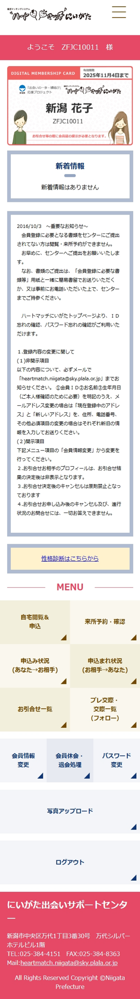 婚活マッチングシステム
ハートマッチにいがた
ようこそ　ZFJC10011　様
DIGITAL MEMBERSHIP CARD
有効期限
2025年11月4日まで
「出会いの一歩・縁結び」
応援プロジェクト
新潟県
婚活マッチングシステム
ハートマッチにいがた
新潟 花子
ZFJC10011
お引合せ等の際に会員証の提示が必要となります。
新着情報
新着情報はありません
2016/10/3　～重要なお知らせ～
　会員登録に必要となる書類をセンターにご提出
されてない方は閲覧・来所予約ができません。
　お早めに、センターへご提出をお願いいたしま
す。
　なお、書類のご提出は、「会員登録に必要な書
類等」用紙と一緒に簡易書留でお送りいただく
か、又は事前にお電話いただいた上で、センター
までご持参ください。
　ハートマッチにいがたトップページより、ＩＤ
忘れの確認、パスワード忘れの確認がご利用いた
だけます。
１.登録内容の変更に関して
(１)非開示項目
以下の内容について、必ずメールで
「heartmatch.niigata@sky.plala.or.jp」までお
知らせください。 ①会員ＩＤ②お名前③生年月日
（ご本人様確認のために必要）を明記のうえ、メ
ールアドレス変更の場合は「現在登録中のアドレ
ス」と「新しいアドレス」を、住所、電話番号、
その他必須項目の変更の場合はそれぞれ新旧の情
報を入力してお送りください。
(２)開示項目
下記メニュー項目の「会員情報変更」から変更を
行ってください。
２.お引合せお相手のプロフィールは、お引合せ結
果の決定後は非表示となります。
３.お引合せ決定後のキャンセルは原則禁止となっ
ております
４.お引合せお申し込み後のキャンセル及び、進行
状況のお問合せには、一切お答えできません。
性格診断はこちらから
MENU
自宅閲覧＆
申込
来所予約・確認
申込み状況
(あなた→お相手)
申込まれ状況
(お相手→あなた)
お引合せ一覧
プレ交際・
交際一覧
（フォロー）
会員情報
変更
会員休会・
退会処理
パスワード
変更
写真アップロード
ログアウト
にいがた出会いサポートセンタ
ー
新潟市中央区万代1丁目3番30号　万代シルバー
ホテルビル1階
TEL:025-384-4151　FAX:025-384-8363
Mail:heartmatch.niigata@sky.plala.or.jp
All Rights Reserved Copyright ©Niigata
Prefecture